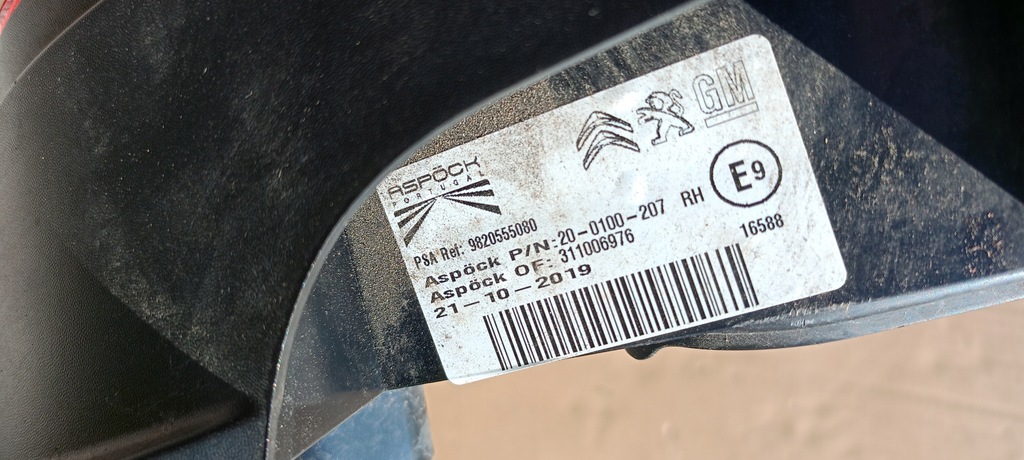 GM
ASPÖCK
PORTUGAL
E9
PSA Ref: 9820555080
Aspöck P/N:20-0100-207 RH
Aspöck OF: 311006976
21-10-2019
16588